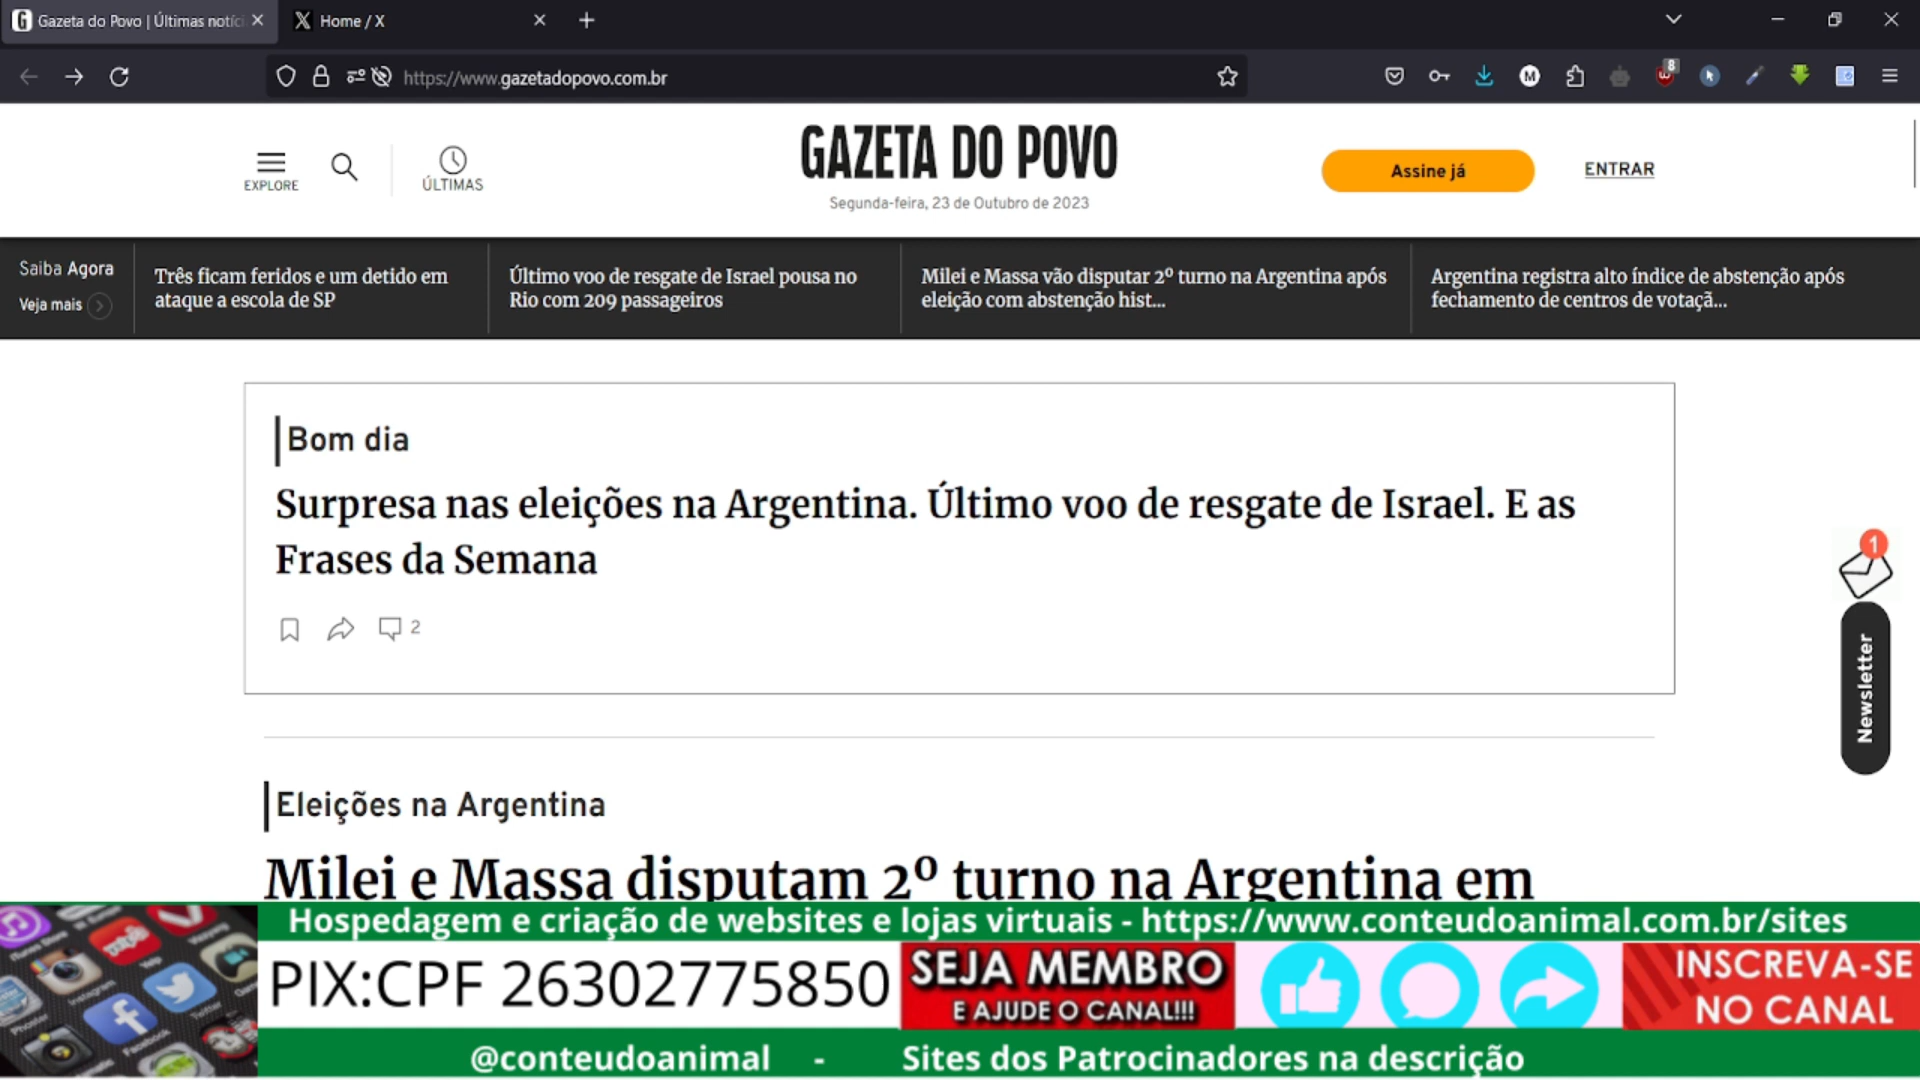 Gazeta do Povo | Últimas notíci
Home / X
https://www.gazetadopovo.com.br
8
EXPLORE
ÚLTIMAS
GAZETA DO POVO
Segunda-feira, 23 de Outubro de 2023
Assine já
ENTRAR
Saiba Agora
Veja mais
Três ficam feridos e um detido em
ataque a escola de SP
Último voo de resgate de Israel pousa no
Rio com 209 passageiros
Milei e Massa vão disputar 2º turno na Argentina após
eleição com abstenção hist...
Argentina registra alto índice de abstenção após
fechamento de centros de votaçã...
Bom dia
Surpresa nas eleições na Argentina. Último voo de resgate de Israel. E as
Frases da Semana
2
1
Newsletter
Eleições na Argentina
Milei e Massa disputam 2º turno na Argentina em
Hospedagem e criação de websites e lojas virtuais - https://www.conteudoanimal.com.br/sites
PIX:CPF 26302775850
SEJA MEMBRO
E AJUDE O CANAL!!!
INSCREVA-SE
NO CANAL
@conteudoanimal - Sites dos Patrocinadores na descrição